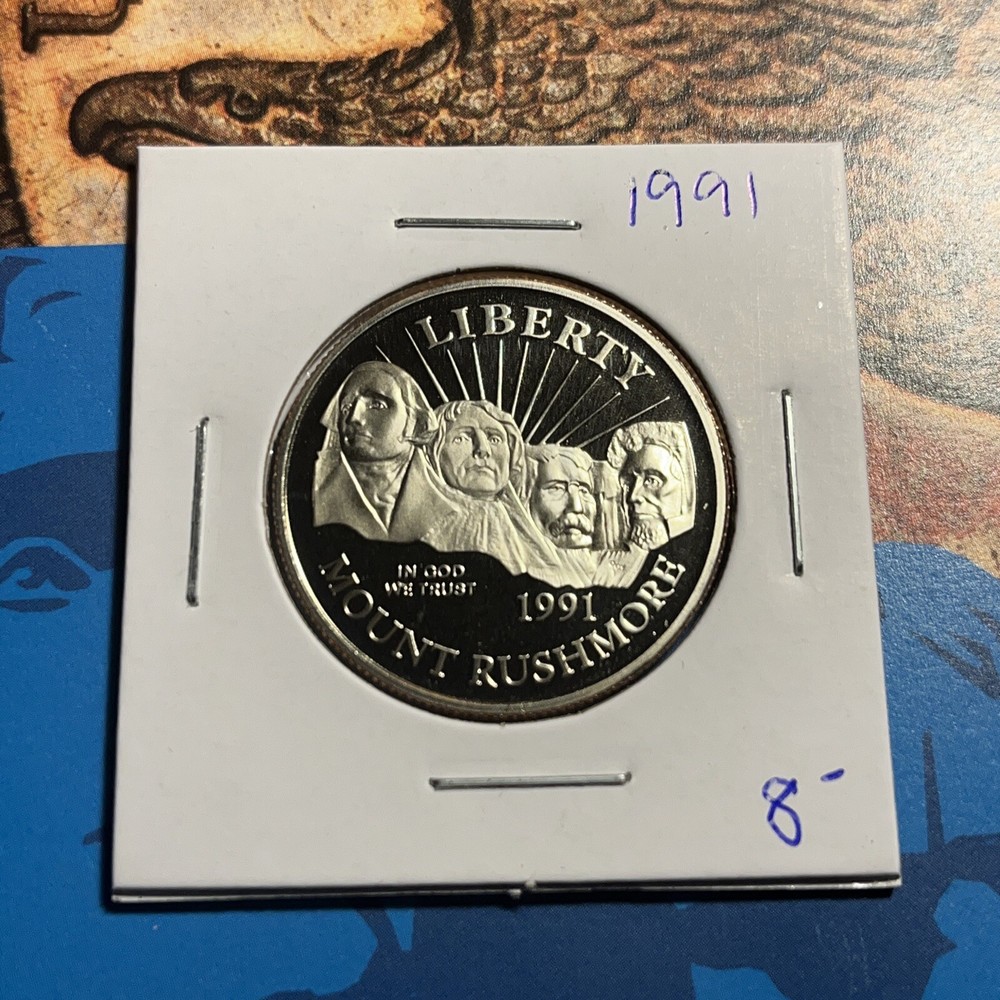 1991
LIBERTY
IN GOD
WE TRUST
1991
MOUNT RUSHMORE
8-